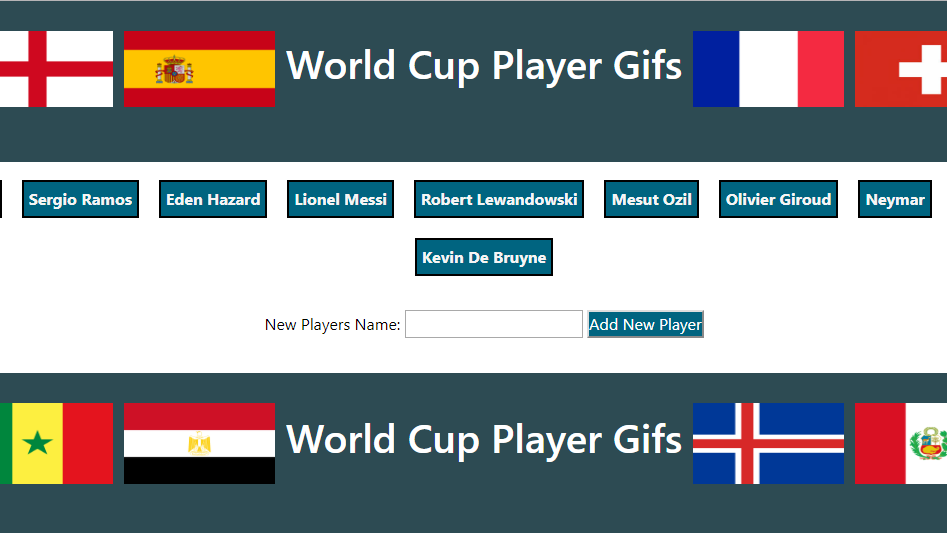 World Cup Player Gifs
Sergio Ramos Eden Hazard Lionel Messi Robert Lewandowski Mesut Ozil Olivier Giroud Neymar
Kevin De Bruyne
New Players Name: Add New Player
World Cup Player Gifs